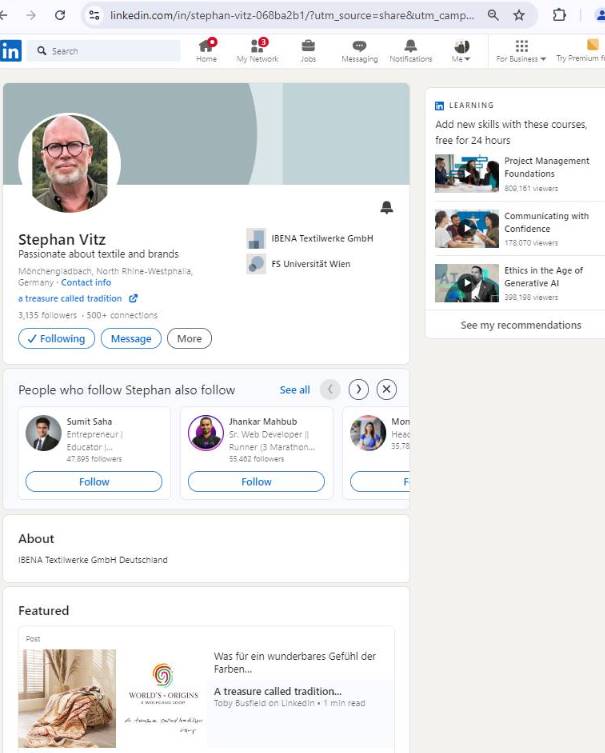 linkedin.com/in/stephan-vitz-068ba2b1/?utm_source=share&utm_camp...
in
Search
Home
3
My Network
Jobs
Messaging
Notifications
Me
For Business
Try Premium f
Stephan Vitz
Passionate about textile and brands
Mönchengladbach, North Rhine-Westphalia,
Germany · Contact info
a treasure called tradition
3,135 followers · 500+ connections
IBENA Textilwerke GmbH
FS Universität Wien
Following
Message
More
People who follow Stephan also follow
See all
Sumit Saha
Entrepreneur |
Educator |...
47,895 followers
Follow
Jhankar Mahbub
Sr. Web Developer ||
Runner (3 Marathon...
55,462 followers
Follow
Mon
Head
35,78
F
About
IBENA Textilwerke GmbH Deutschland
Featured
Post
WORLD'S ORIGINS
Was für ein wunderbares Gefühl der
Farben...
A treasure called tradition...
Toby Busfield on LinkedIn • 1 min read
in LEARNING
Add new skills with these courses,
free for 24 hours
Project Management
Foundations
809,161 viewers
Communicating with
Confidence
178,070 viewers
Ethics in the Age of
Generative AI
398,198 viewers
See my recommendations